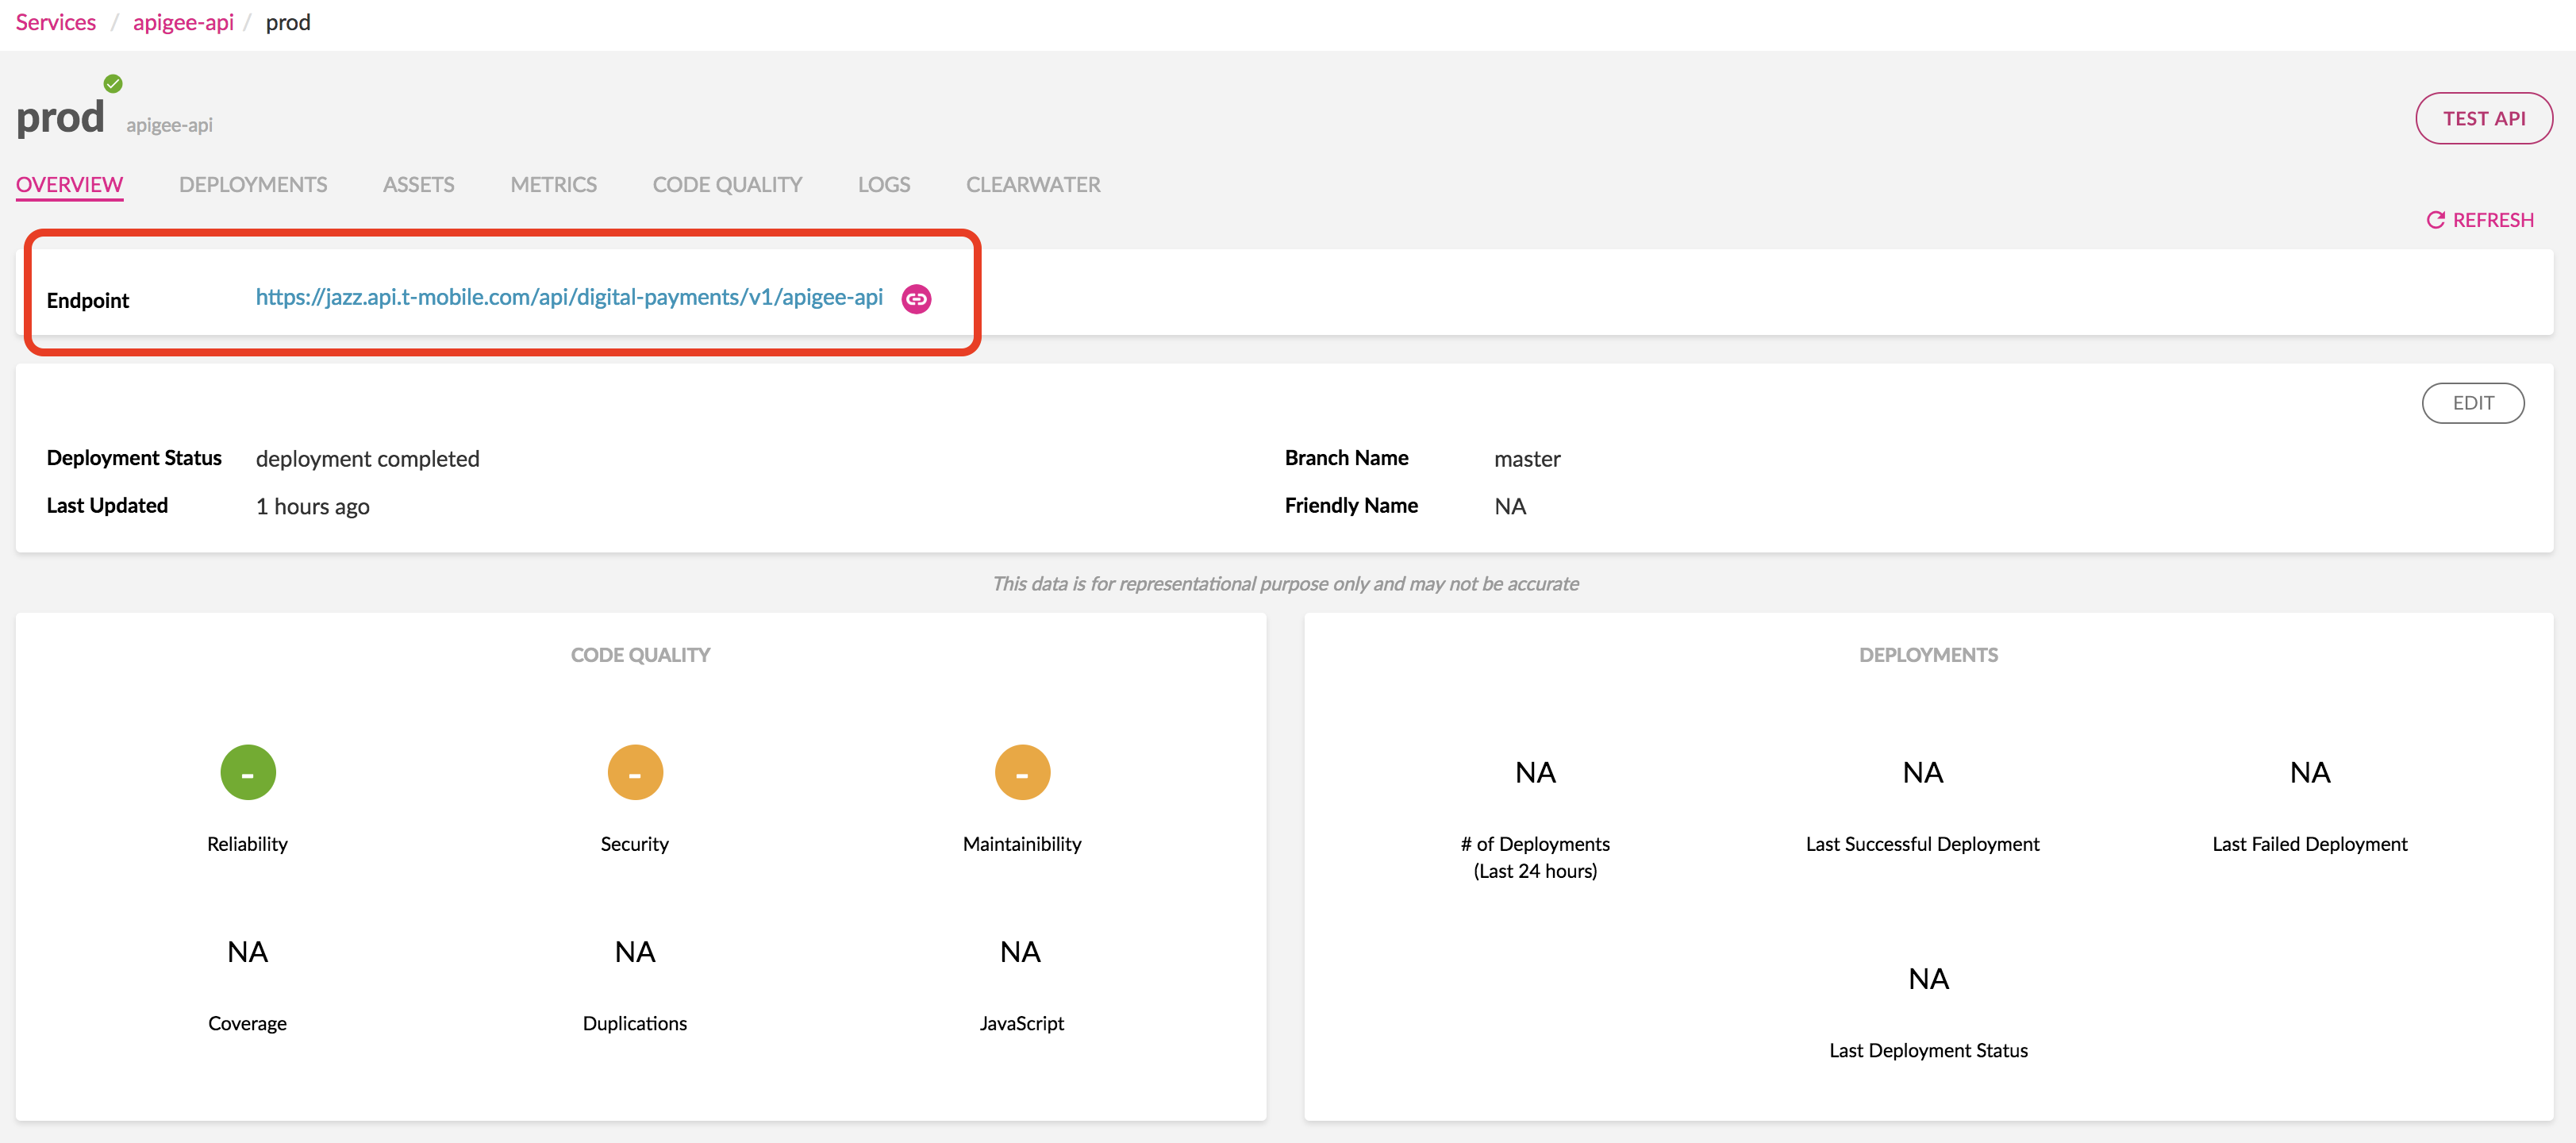 Services / apigee-api / prod
prod apigee-api
TEST API
OVERVIEW DEPLOYMENTS ASSETS METRICS CODE QUALITY LOGS CLEARWATER
REFRESH
Endpoint https://jazz.api.t-mobile.com/api/digital-payments/v1/apigee-api
EDIT
Deployment Status deployment completed Branch Name master
Last Updated 1 hours ago Friendly Name NA
This data is for representational purpose only and may not be accurate
CODE QUALITY
- - -
Reliability Security Maintainibility
NA NA NA
Coverage Duplications JavaScript
DEPLOYMENTS
NA NA NA
# of Deployments Last Successful Deployment Last Failed Deployment
(Last 24 hours)
NA
Last Deployment Status